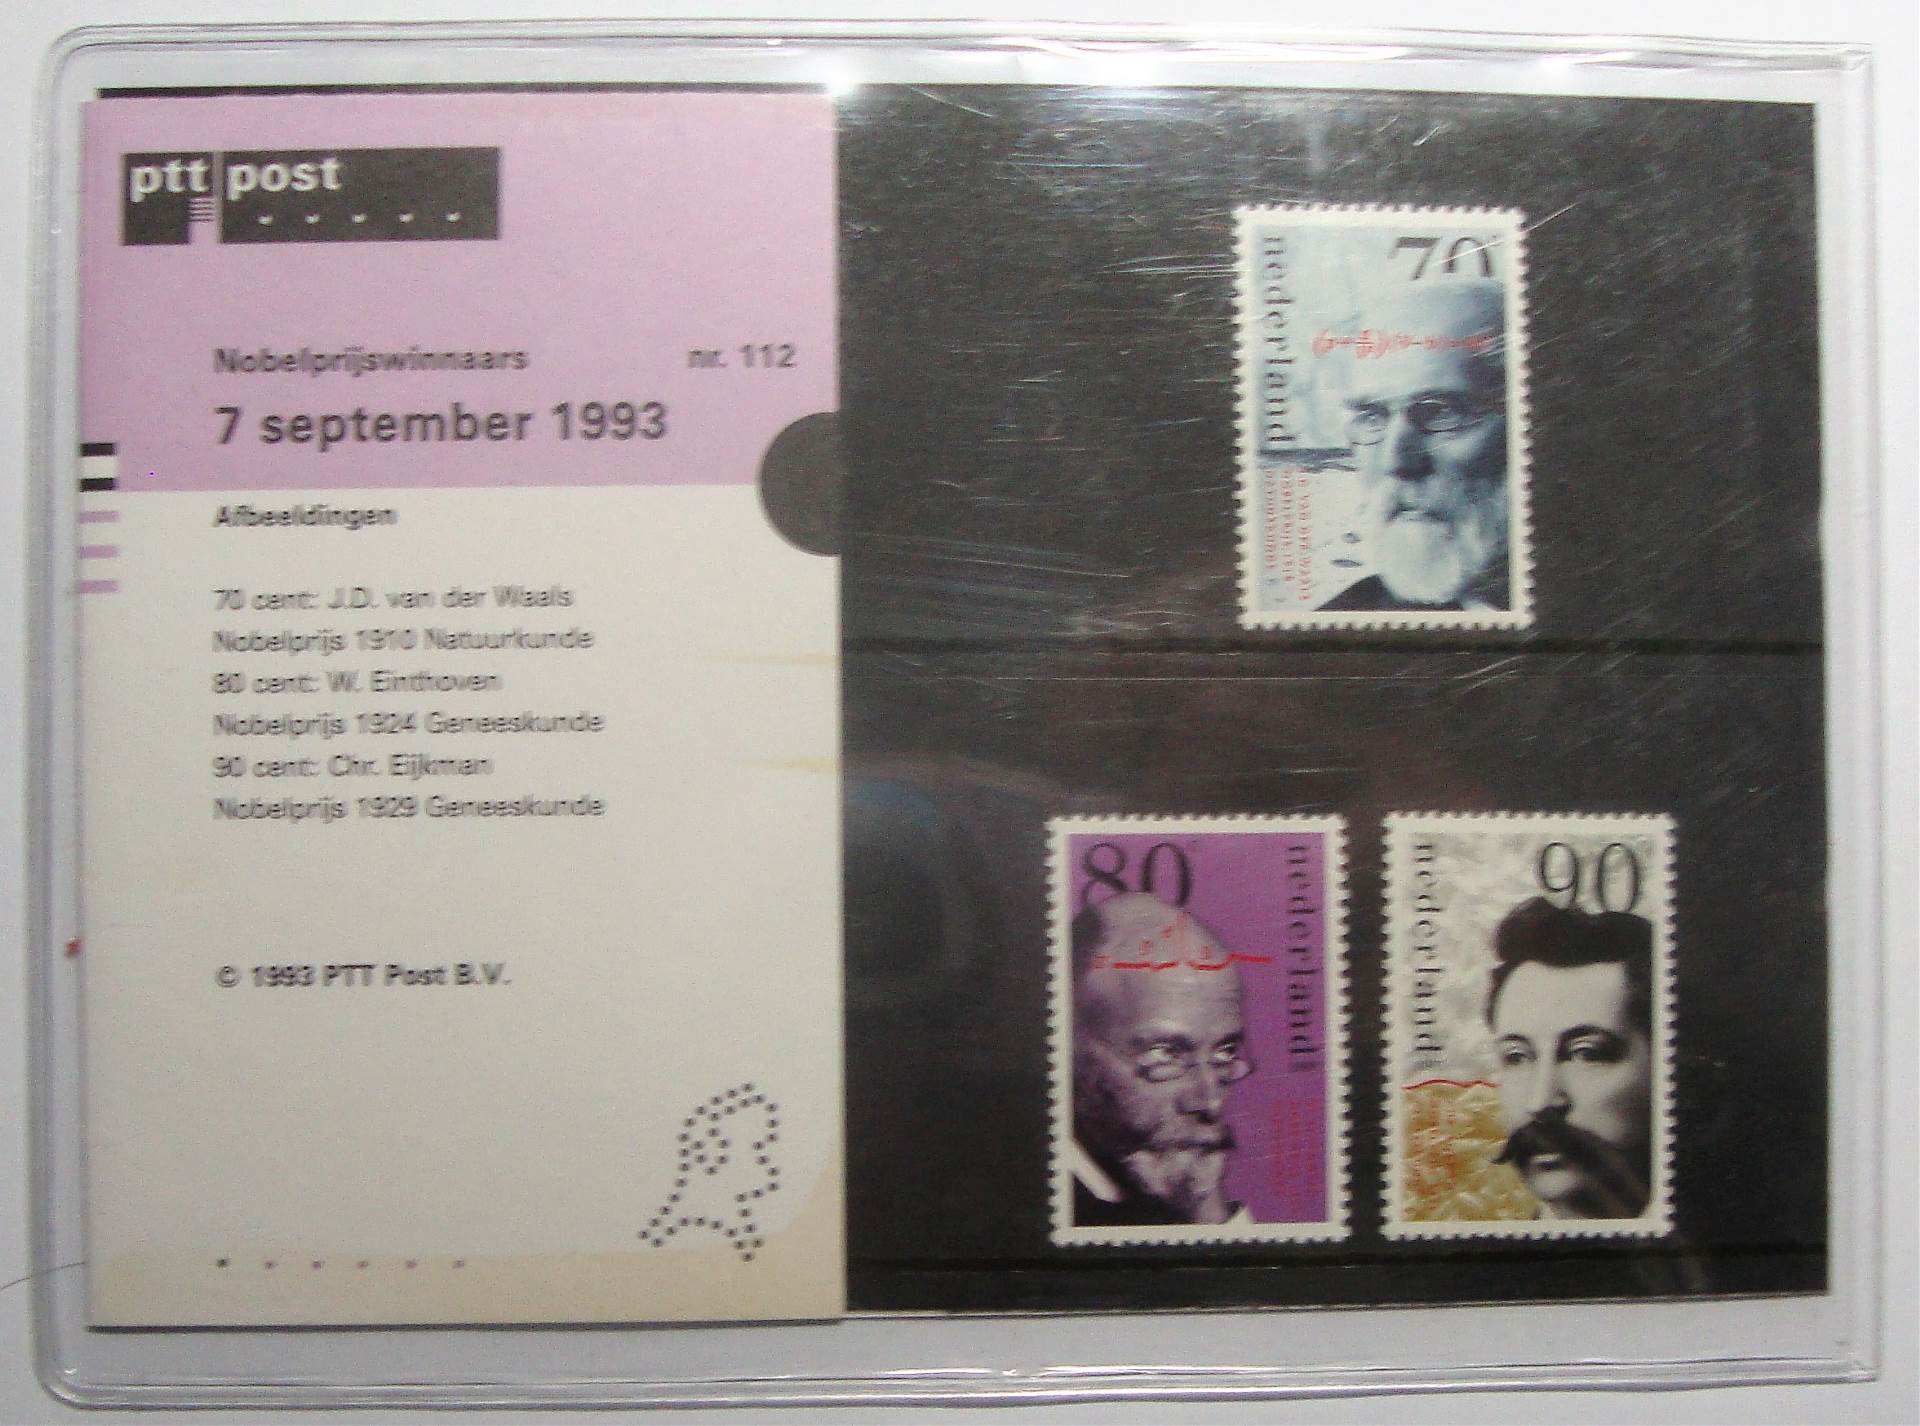 ptt post
Nobelprijswinnaars nr. 112
7 september 1993
Afbeeldingen
70 cent: J.D. van der Waals
Nobelprijs 1910 Natuurkunde
80 cent: W. Einthoven
Nobelprijs 1924 Geneeskunde
90 cent: Chr. Eijkman
Nobelprijs 1929 Geneeskunde
© 1993 PTT Post B.V.
70
nederland
80
nederland
90
nederland